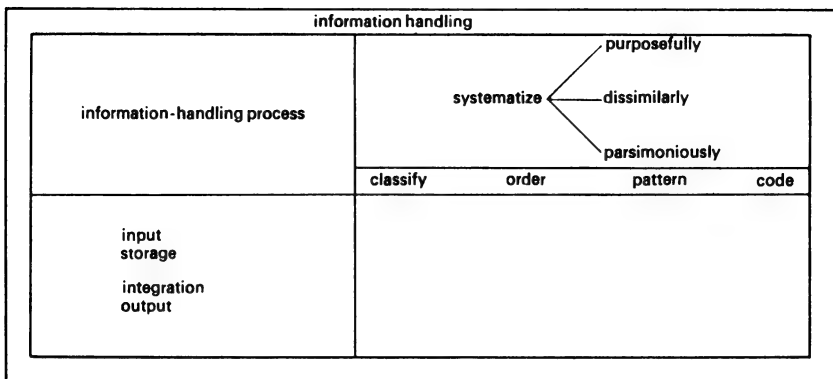 information handling
purposefully
systematize dissimilarly
information-handling process
parsimoniously
classify order pattern code
input
storage
integration
output